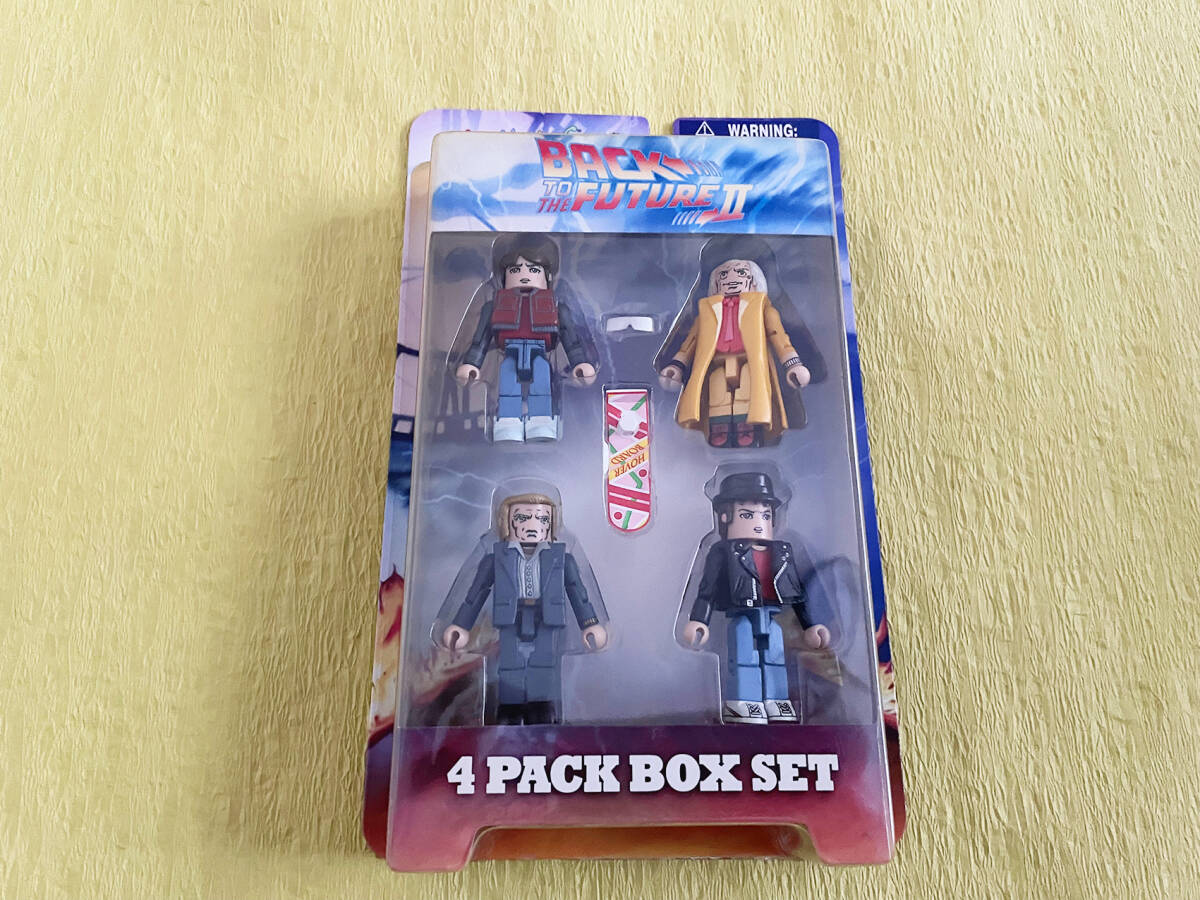 WARNING:
BACK
TO
THE FUTURE II
4 PACK BOX SET
HOVER
BOARD